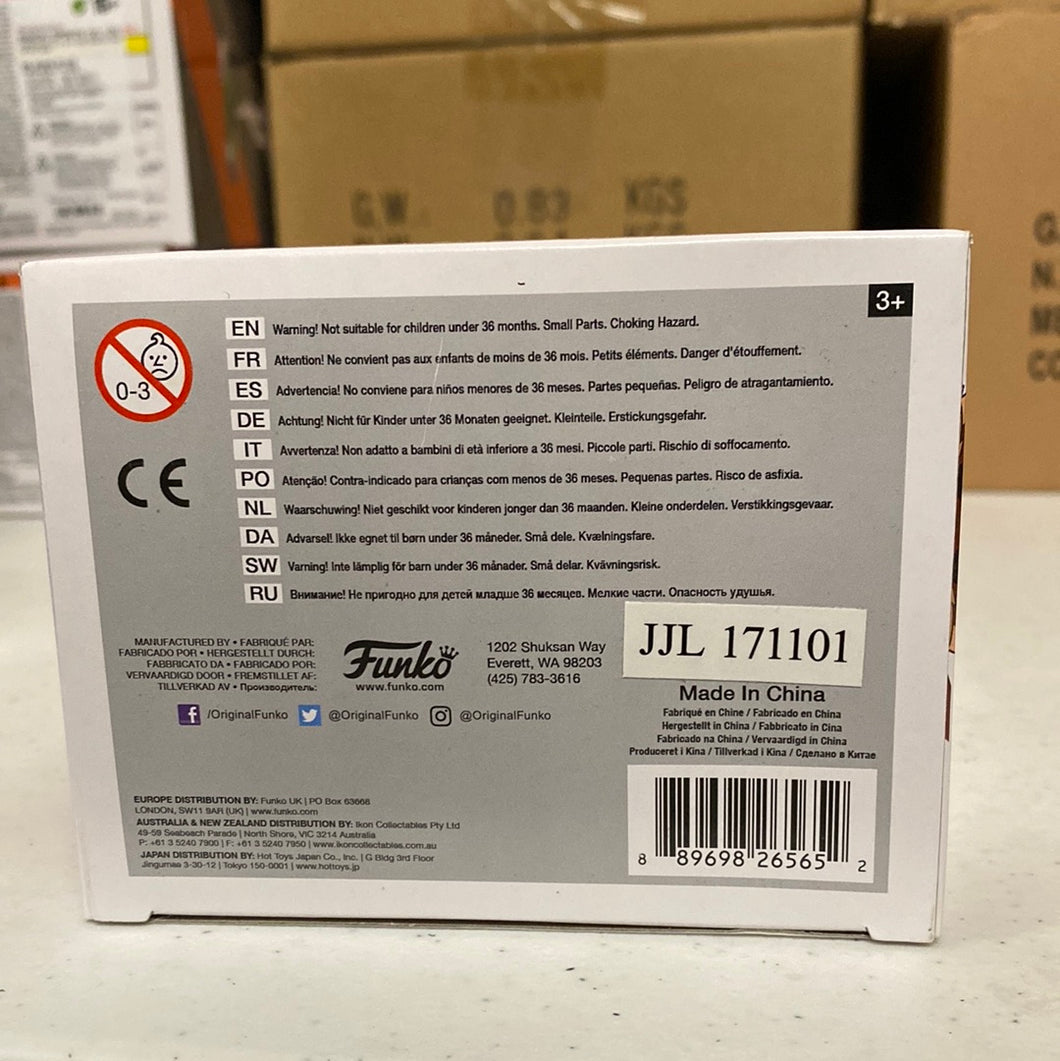 G.W. 0.83 KGS
3+
0-3
EN Warning! Not suitable for children under 36 months. Small Parts. Choking Hazard.
FR Attention! Ne convient pas aux enfants de moins de 36 mois. Petits éléments. Danger d'étouffement.
ES Advertencia! No conviene para niños menores de 36 meses. Partes pequeñas. Peligro de atragantamiento.
DE Achtung! Nicht für Kinder unter 36 Monaten geeignet. Kleinteile. Erstickungsgefahr.
IT Avvertenza! Non adatto a bambini di età inferiore a 36 mesi. Piccole parti. Rischio di soffocamento.
PO Atenção! Contra-indicado para crianças com menos de 36 meses. Pequenas partes. Risco de asfixia.
NL Waarschuwing! Niet geschikt voor kinderen jonger dan 36 maanden. Kleine onderdelen. Verstikkingsgevaar.
DA Advarsel! Ikke egnet til børn under 36 måneder. Små dele. Kvælningsfare.
SW Varning! Inte lämplig för barn under 36 månader. Små delar. Kvävningsrisk.
RU Внимание! Не пригодно для детей младше 36 месяцев. Мелкие части. Опасность удушья.
CE
MANUFACTURED BY • FABRIQUÉ PAR:
FABRICADO POR • HERGESTELLT DURCH:
FABBRICATO DA • FABRICADO POR:
VERVAARDIGD DOOR • FREMSTILLET AF:
TILLVERKAD AV • Производитель:
Funko
www.funko.com
1202 Shuksan Way
Everett, WA 98203
(425) 783-3616
JJL 171101
f /OriginalFunko @OriginalFunko @OriginalFunko
Made In China
Fabriqué en Chine / Fabricado en China
Hergestellt in China / Fabbricato in Cina
Fabricado na China / Vervaardigd in China
Produceret i Kina / Tillverkad i Kina / Сделано в Китае
EUROPE DISTRIBUTION BY: Funko UK | PO Box 63668
LONDON, SW11 9AR (UK) | www.funko.com
AUSTRALIA & NEW ZEALAND DISTRIBUTION BY: Ikon Collectables Pty Ltd
49-59 Seabeach Parade | North Shore, VIC 3214 Australia
P: +61 3 5240 7900 | F: +61 3 5240 7950 | www.ikoncollectables.com.au
JAPAN DISTRIBUTION BY: Hot Toys Japan Co., Inc. | G Bldg 3rd Floor
Jingumae 3-30-12 | Tokyo 150-0001 | www.hottoys.jp
8 89698 26565 2